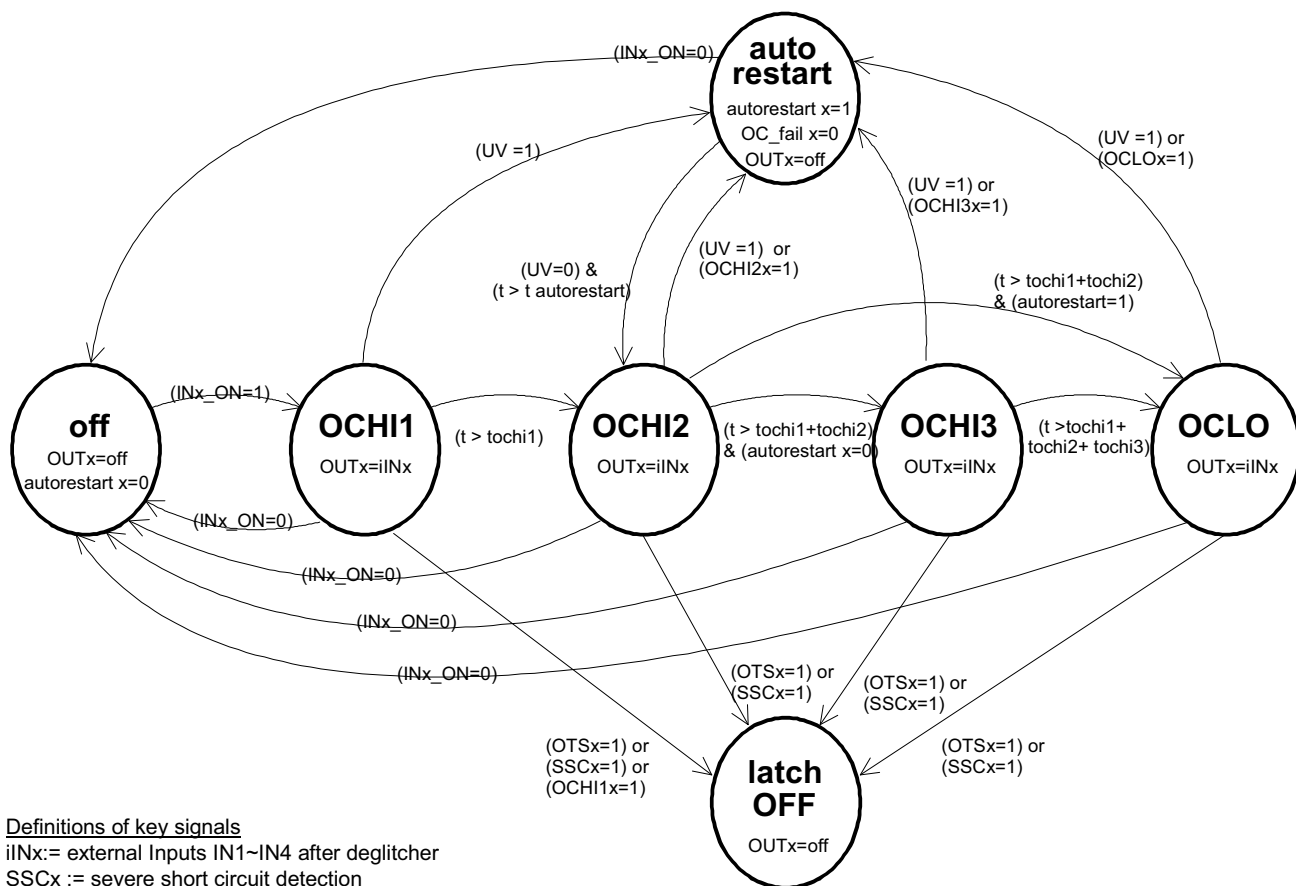 auto
restart
autorestart x=1
OC_fail x=0
OUTx=off
(INx_ON=0)
(UV =1)
(UV =1) or
(OCLOx=1)
(UV =1) or
(OCHI3x=1)
(UV =1) or
(OCHI2x=1)
(UV=0) &
(t > t autorestart)
(t > tochi1+tochi2)
& (autorestart=1)
off
OUTx=off
autorestart x=0
(INx_ON=1)
OCHI1
OUTx=iINx
(t > tochi1)
OCHI2
OUTx=iINx
(t > tochi1+tochi2)
& (autorestart x=0)
OCHI3
OUTx=iINx
(t >tochi1+
tochi2+ tochi3)
OCLO
OUTx=iINx
(INx_ON=0)
(INx_ON=0)
(INx_ON=0)
(INx_ON=0)
(OTSx=1) or
(SSCx=1) or
(OCHI1x=1)
(OTSx=1) or
(SSCx=1)
(OTSx=1) or
(SSCx=1)
(OTSx=1) or
(SSCx=1)
latch
OFF
OUTx=off
Definitions of key signals
iINx:= external Inputs IN1~IN4 after deglitcher
SSCx := severe short circuit detection